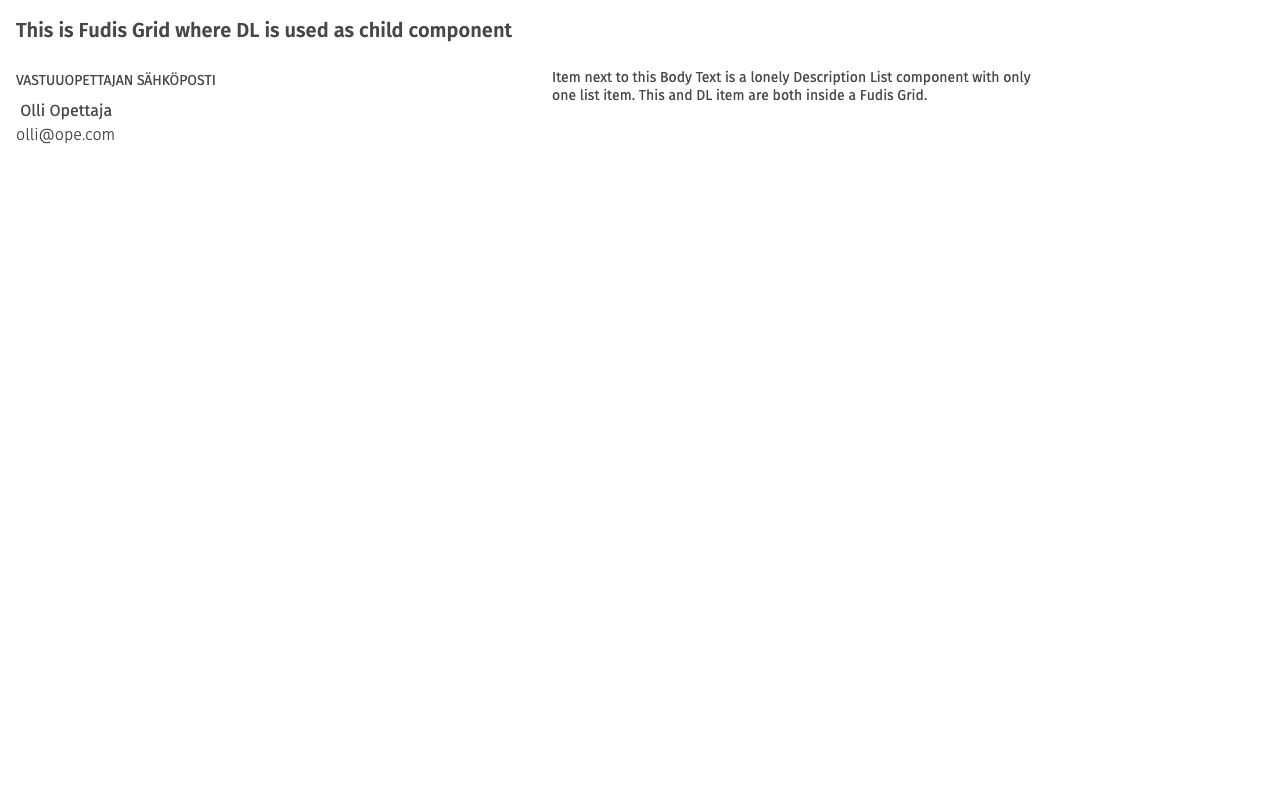 This is Fudis Grid where DL is used as child component
VASTUUOPETTAJAN SÄHKÖPOSTI
Olli Opettaja
olli@ope.com
Item next to this Body Text is a lonely Description List component with only
one list item. This and DL item are both inside a Fudis Grid.